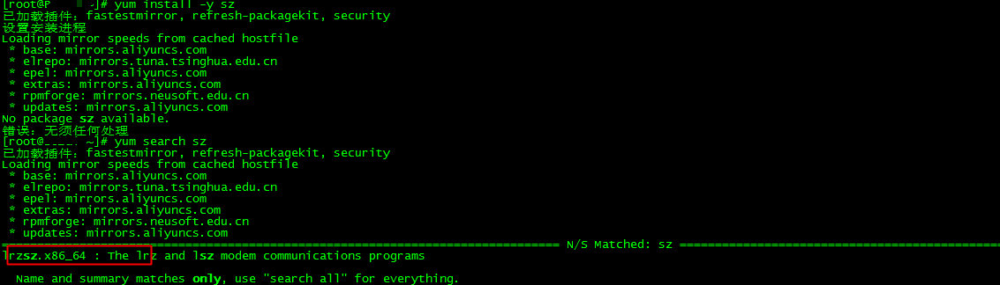 [root@P ~]# yum install -y sz
已加载插件：fastestmirror, refresh-packagekit, security
设置安装进程
Loading mirror speeds from cached hostfile
* base: mirrors.aliyuncs.com
* elrepo: mirrors.tuna.tsinghua.edu.cn
* epel: mirrors.aliyuncs.com
* extras: mirrors.aliyuncs.com
* rpmforge: mirrors.neusoft.edu.cn
* updates: mirrors.aliyuncs.com
No package sz available.
错误：无须任何处理
[root@ ~]# yum search sz
已加载插件：fastestmirror, refresh-packagekit, security
Loading mirror speeds from cached hostfile
* base: mirrors.aliyuncs.com
* elrepo: mirrors.tuna.tsinghua.edu.cn
* epel: mirrors.aliyuncs.com
* extras: mirrors.aliyuncs.com
* rpmforge: mirrors.neusoft.edu.cn
* updates: mirrors.aliyuncs.com
N/S Matched: sz
lrzsz.x86_64 : The lrz and lsz modem communications programs
Name and summary matches only, use "search all" for everything.